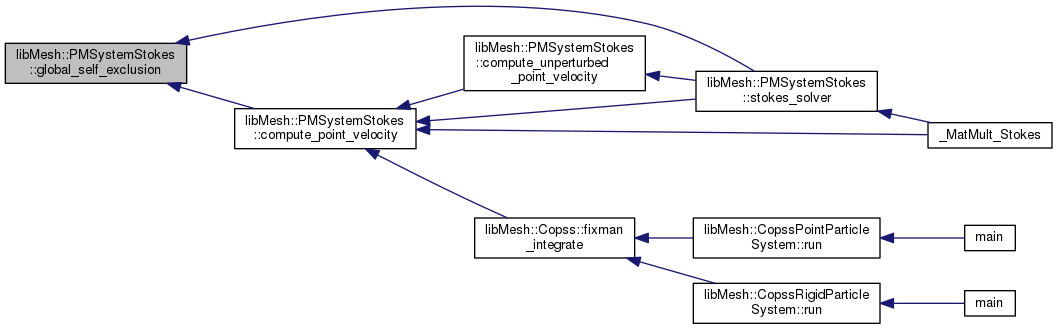 libMesh::PMSystemStokes
::global_self_exclusion
libMesh::PMSystemStokes
::compute_point_velocity
libMesh::PMSystemStokes
::compute_unperturbed
_point_velocity
libMesh::PMSystemStokes
::stokes_solver
_MatMult_Stokes
libMesh::Copss::fixman
_integrate
libMesh::CopssPointParticle
System::run
main
libMesh::CopssRigidParticle
System::run
main